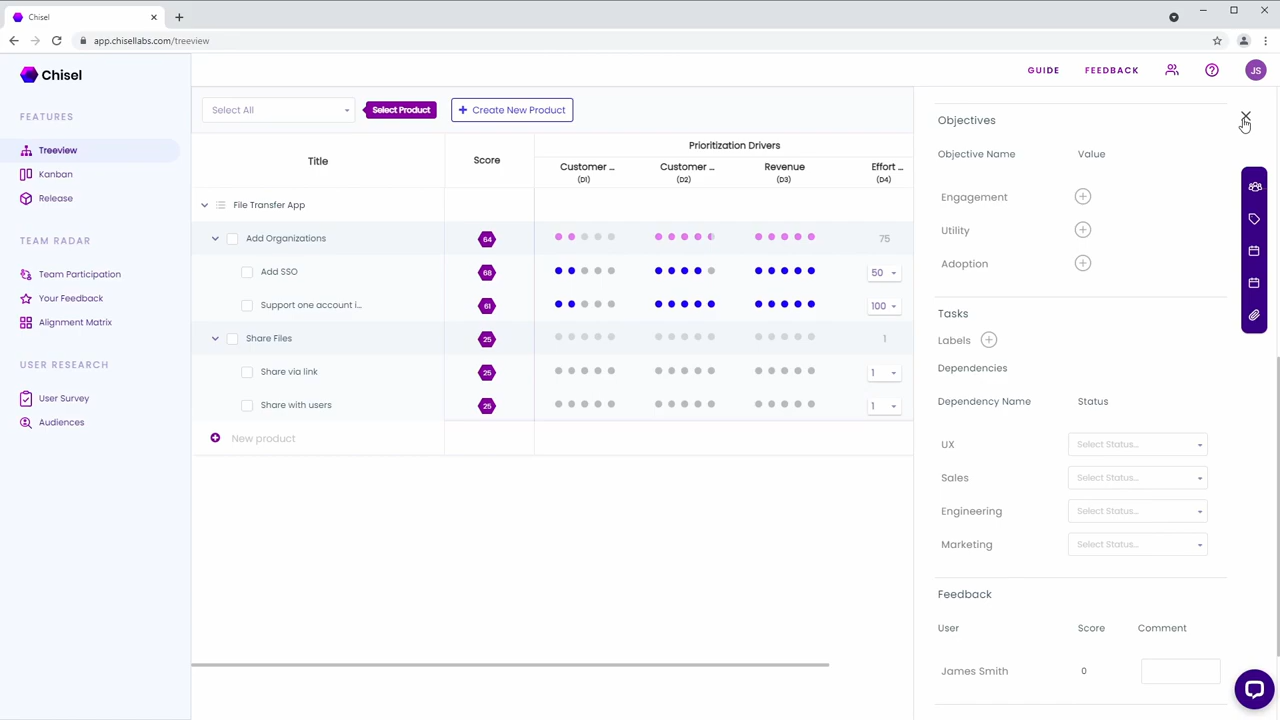 Chisel
app.chisellabs.com/treeview
Chisel
GUIDE
FEEDBACK
JS
FEATURES
Treeview
Kanban
Release
TEAM RADAR
Team Participation
Your Feedback
Alignment Matrix
USER RESEARCH
User Survey
Audiences
Select All
Select Product
Create New Product
Title
Score
Prioritization Drivers
Customer ...
(D1)
Customer ...
(D2)
Revenue
(D3)
Effort ...
(D4)
File Transfer App
Add Organizations
64
75
Add SSO
68
50
Support one account i...
61
100
Share Files
25
1
Share via link
25
1
Share with users
25
1
New product
Objectives
Objective Name
Value
Engagement
Utility
Adoption
Tasks
Labels
Dependencies
Dependency Name
Status
UX
Select Status...
Sales
Select Status...
Engineering
Select Status...
Marketing
Select Status...
Feedback
User
Score
Comment
James Smith
0